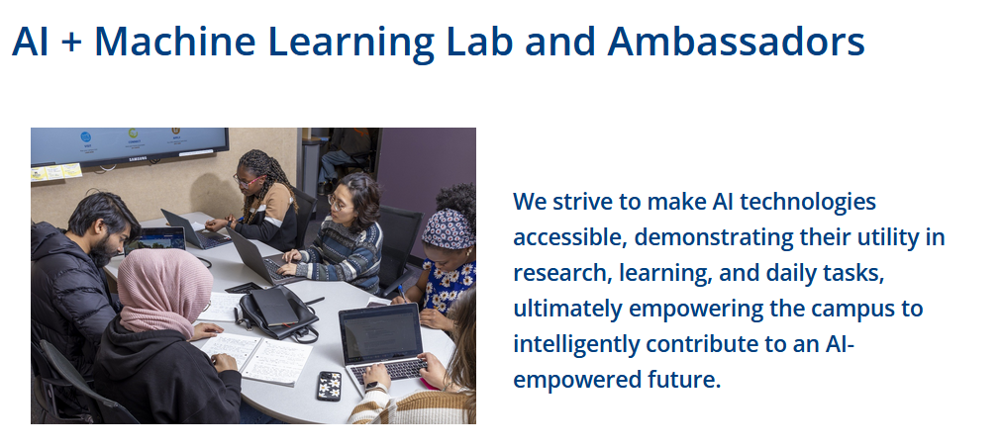 AI + Machine Learning Lab and Ambassadors
SAMSUNG
We strive to make AI technologies
accessible, demonstrating their utility in
research, learning, and daily tasks,
ultimately empowering the campus to
intelligently contribute to an AI-
empowered future.